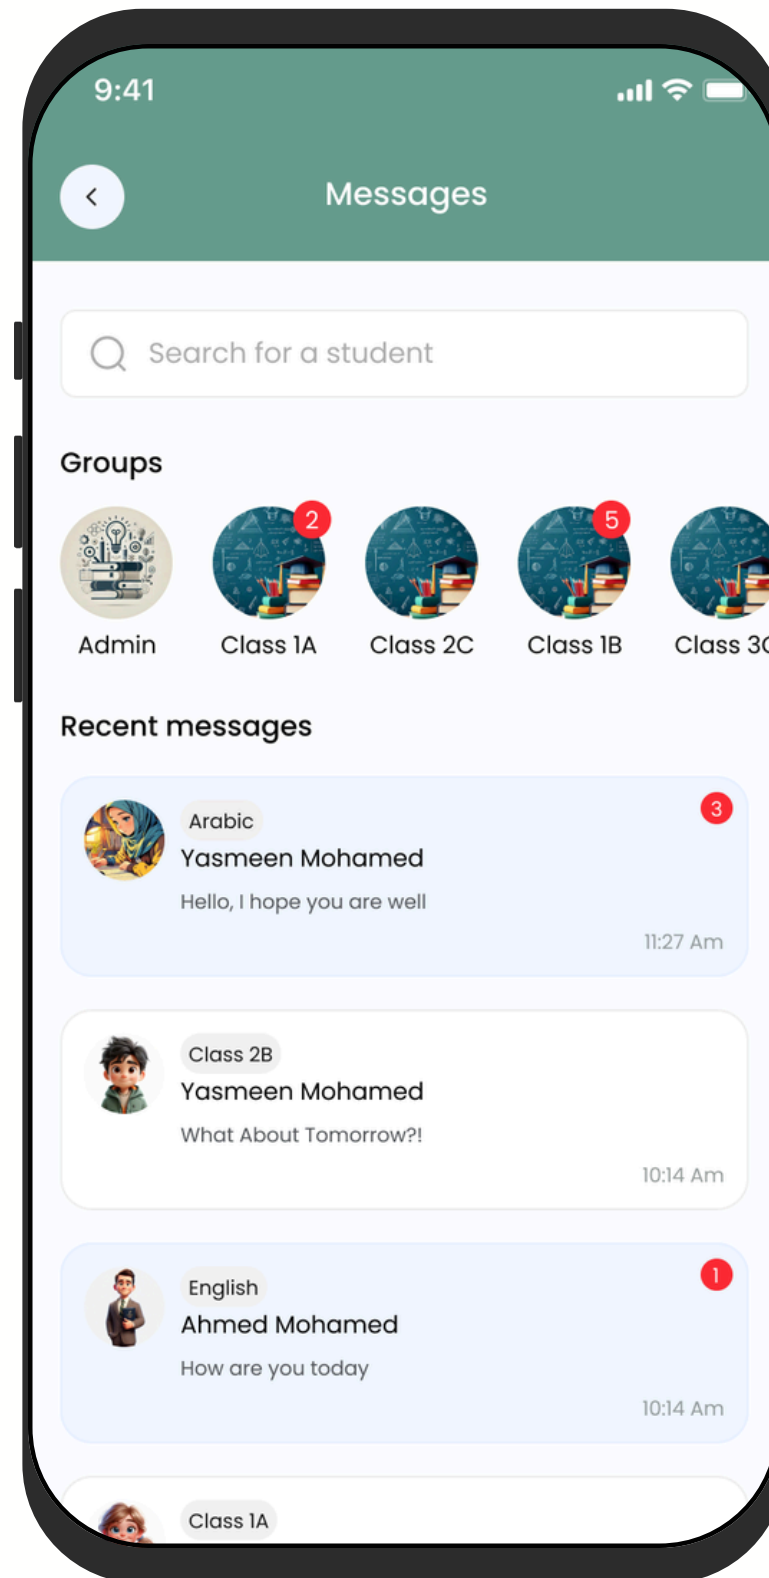 9:41
Messages
Search for a student
Groups
2
5
Admin
Class 1A
Class 2C
Class 1B
Class 3C
Recent messages
Arabic
3
Yasmeen Mohamed
Hello, I hope you are well
11:27 Am
Class 2B
Yasmeen Mohamed
What About Tomorrow?!
10:14 Am
English
1
Ahmed Mohamed
How are you today
10:14 Am
Class 1A